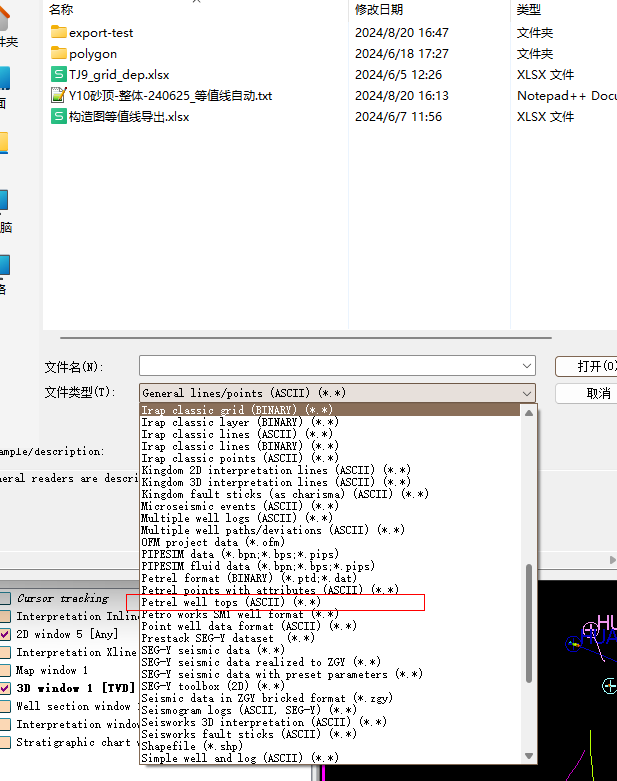 名称 修改日期 类型
件夹
export-test 2024/8/20 16:47 文件夹
polygon 2024/6/18 17:27 文件夹
TJ9_grid_dep.xlsx 2024/6/5 12:26 XLSX 文件
面
Y10砂顶-整体-240625_等值线自动.txt 2024/8/20 16:13 Notepad++ Docu
构造图等值线导出.xlsx 2024/6/7 11:56 XLSX 文件
脑
络
文件名(N): 打开(O)
文件类型(T): General lines/points (ASCII) (*.*) 取消
Irap classic grid (BINARY) (*.*)
Irap classic layer (BINARY) (*.*)
Irap classic lines (ASCII) (*.*)
Irap classic lines (BINARY) (*.*)
ample/description:
Irap classic points (ASCII) (*.*)
Kingdom 2D interpretation lines (ASCII) (*.*)
neral readers are descri
Kingdom 3D interpretation lines (ASCII) (*.*)
Kingdom fault sticks (as charisma) (ASCII) (*.*)
Microseismic events (ASCII) (*.*)
Multiple well logs (ASCII) (*.*)
Multiple well paths/deviations (ASCII) (*.*)
OFM project data (*.ofm)
PIPESIM data (*.bpn;*.bps;*.pips)
PIPESIM fluid data (*.bpn;*.bps;*.pips)
Petrel format (BINARY) (*.ptd;*.dat)
Petrel points with attributes (ASCII) (*.*)
Cursor tracking
Petrel well tops (ASCII) (*.*)
Interpretation Inline
Petro works SMT well format (*.*)
Point well data format (ASCII) (*.*)
2D window 5 [Any]
Prestack SEG-Y dataset (*.*)
Interpretation Xline
SEG-Y seismic data (*.*)
SEG-Y seismic data realized to ZGY (*.*)
Map window 1
SEG-Y seismic data with preset parameters (*.*)
3D window 1 [TVD]
SEG-Y toolbox (2D) (*.*)
Seismic data in ZGY bricked format (*.zgy)
Well section window
Seismogram logs (ASCII, SEG-Y) (*.*)
Interpretation window
Seisworks 3D interpretation (ASCII) (*.*)
Seisworks fault sticks (ASCII) (*.*)
Stratigraphic chart
Shapefile (*.shp)
Simple well and log (ASCII) (*.*)
HU
HUJA